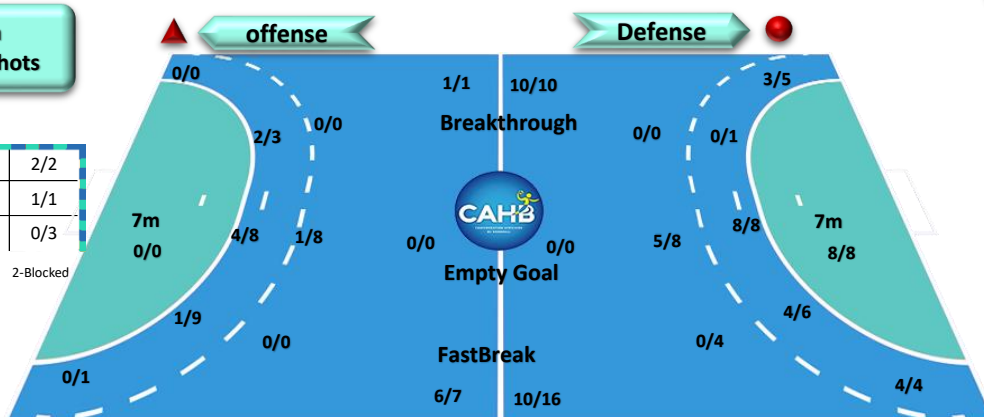 hots
offense
Defense
0/0
1/1
10/10
3/5
2/3
0/0
Breakthrough
0/0
0/1
2/2
1/1
0/3
2-Blocked
7m
0/0
4/8
1/8
0/0
CAHB
0/0
5/8
8/8
7m
8/8
Empty Goal
1/9
0/0
4/6
0/4
FastBreak
0/1
6/7
10/16
4/4